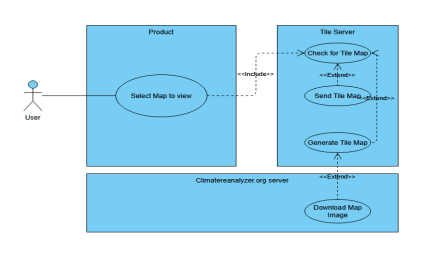 Product
Tile Server
Check for Tile Map
<<Include>>
<<Extend>>
Select Map to view
Send Tile Map
<<Extend>>
User
Generate Tile Map
<<Extend>>
Climatereanalyzer.org server
Download Map
Image